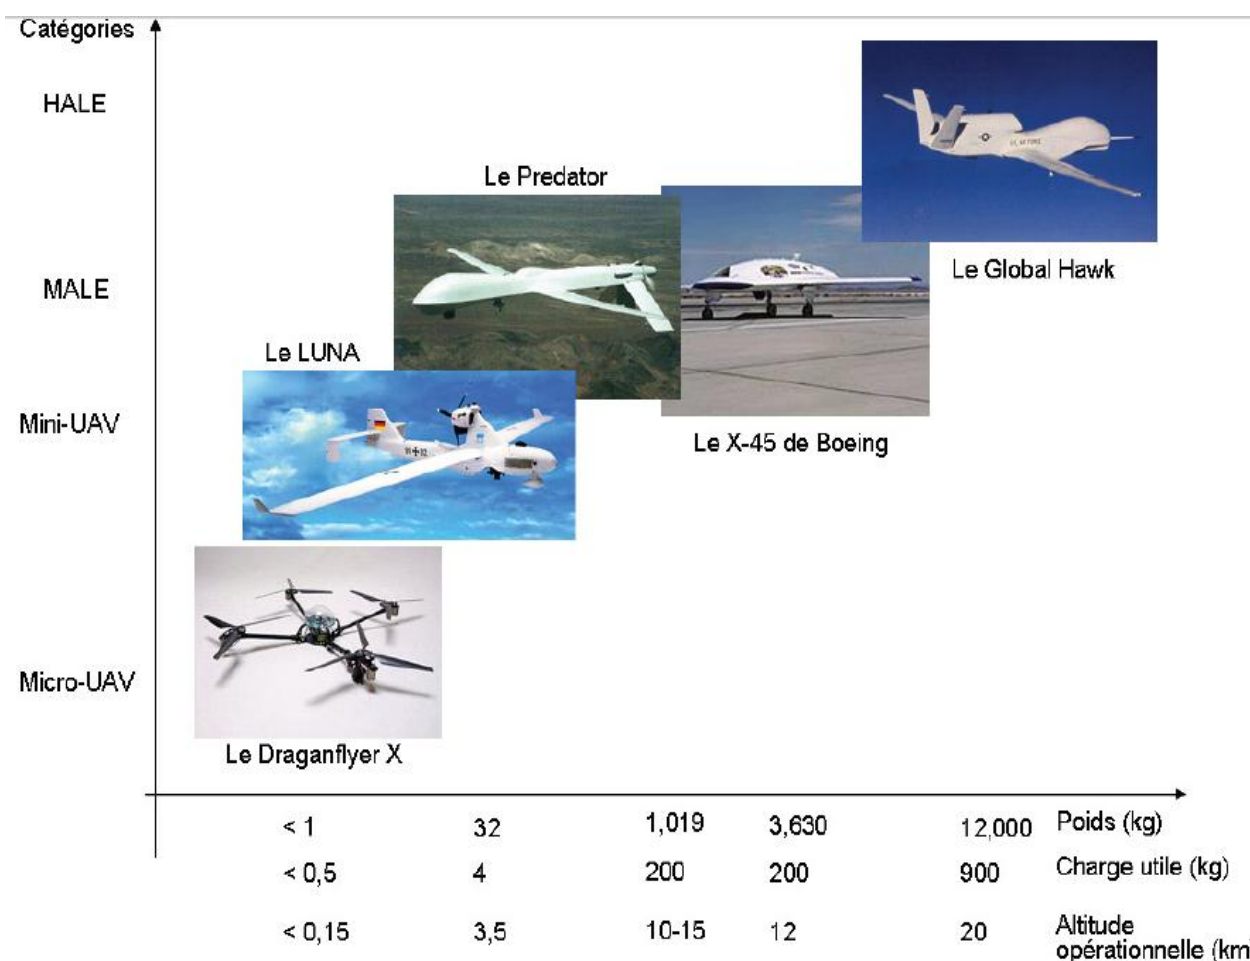 Catégories
HALE
Le Predator
Le Global Hawk
MALE
Le LUNA
Mini-UAV
Le X-45 de Boeing
Micro-UAV
Le Draganflyer X
< 1 32 1,019 3,630 12,000 Poids (kg)
< 0,5 4 200 200 900 Charge utile (kg)
< 0,15 3,5 10-15 12 20 Altitude
opérationnelle (km